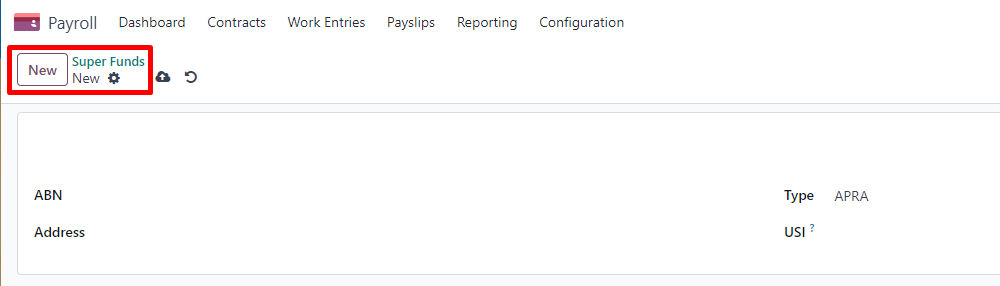 Payroll Dashboard Contracts Work Entries Payslips Reporting Configuration
New Super Funds
New
ABN Type APRA
Address USI ?